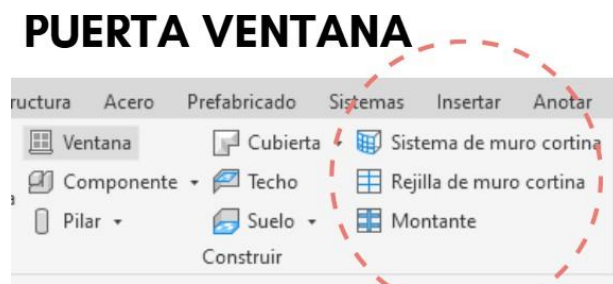 PUERTA VENTANA
ructura Acero Prefabricado Sistemas Insertar Anotar
Ventana Cubierta Sistema de muro cortina
Componente Techo Rejilla de muro cortina
Pilar Suelo Montante
Construir